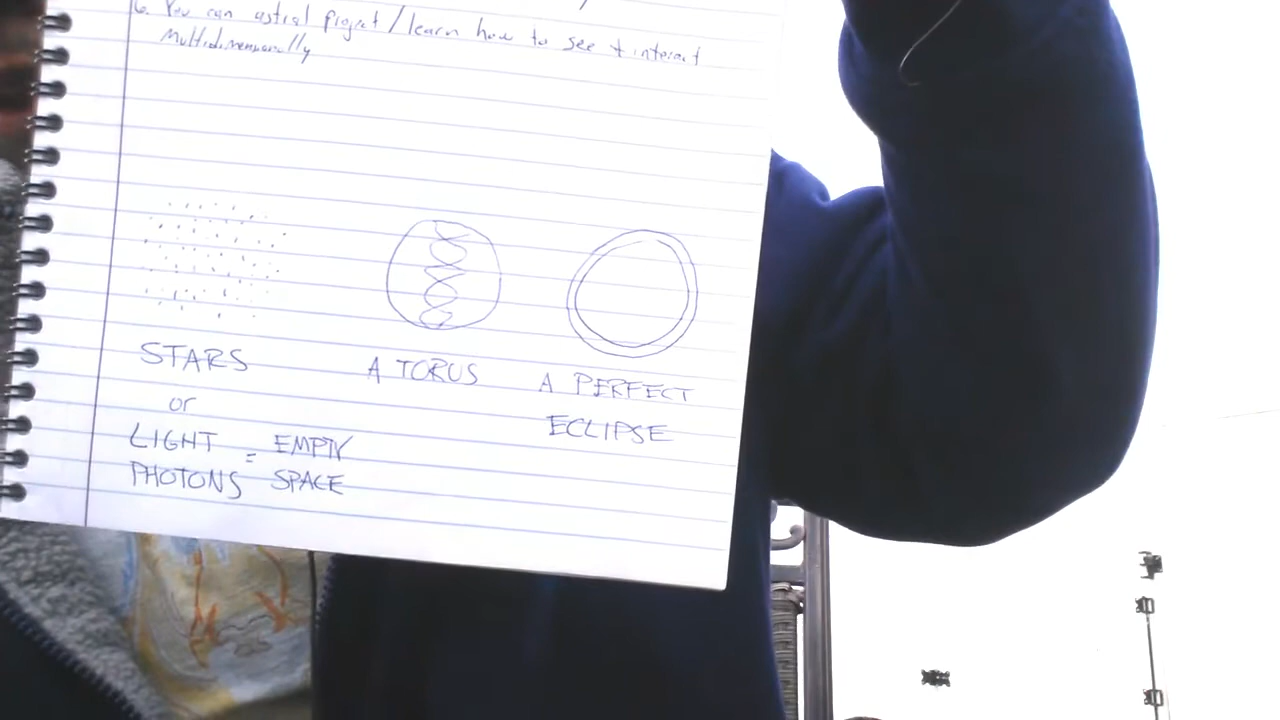 6. You can astral project/learn how to see + interact
Multidimensionally
STARS
or
LIGHT = EMPTY
PHOTONS SPACE
A TORUS
A PERFECT
ECLIPSE